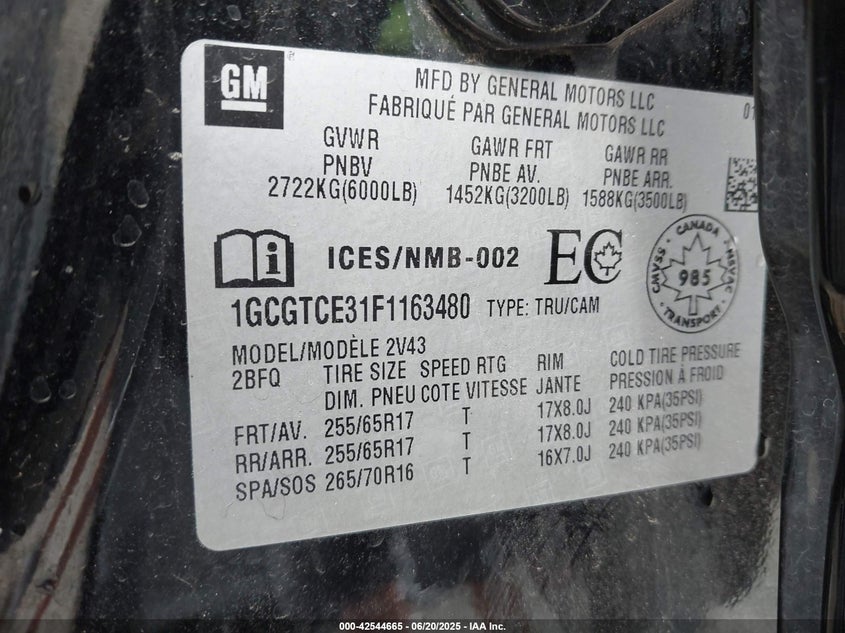 GM
MFD BY GENERAL MOTORS LLC
FABRIQUÉ PAR GENERAL MOTORS LLC
01
GVWR GAWR FRT GAWR RR
PNBV PNBE AV. PNBE ARR.
2722KG(6000LB) 1452KG(3200LB) 1588KG(3500LB)
ICES/NMB-002 EC
CANADA
CMVSS 985 NSVAC
TRANSPORT
1GCGTCE31F1163480 TYPE: TRU/CAM
MODEL/MODÈLE 2V43
2BFQ TIRE SIZE SPEED RTG RIM COLD TIRE PRESSURE
DIM. PNEU COTE VITESSE JANTE PRESSION À FROID
FRT/AV. 255/65R17 T 17X8.0J 240 KPA(35PSI)
RR/ARR. 255/65R17 T 17X8.0J 240 KPA(35PSI)
SPA/SOS 265/70R16 T 16X7.0J 240 KPA(35PSI)
000-42544665 - 06/20/2025 - IAA Inc.